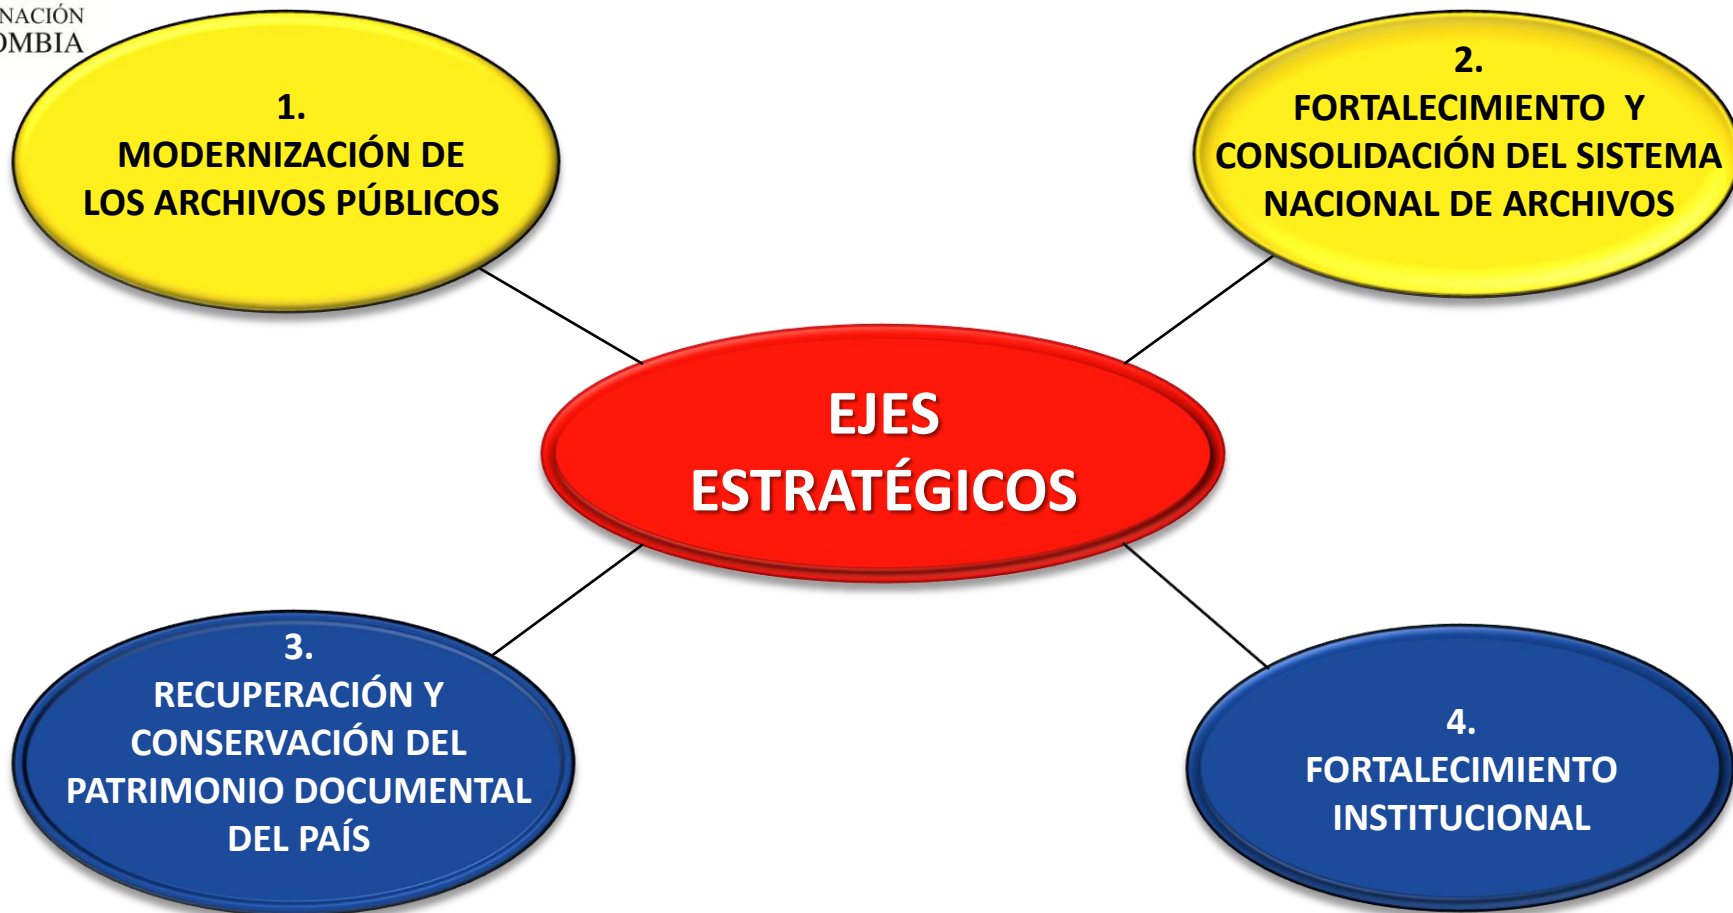 NACIÓN
OMBIA
1.
MODERNIZACIÓN DE
LOS ARCHIVOS PÚBLICOS
2.
FORTALECIMIENTO Y
CONSOLIDACIÓN DEL SISTEMA
NACIONAL DE ARCHIVOS
EJES
ESTRATÉGICOS
3.
RECUPERACIÓN Y
CONSERVACIÓN DEL
PATRIMONIO DOCUMENTAL
DEL PAÍS
4.
FORTALECIMIENTO
INSTITUCIONAL